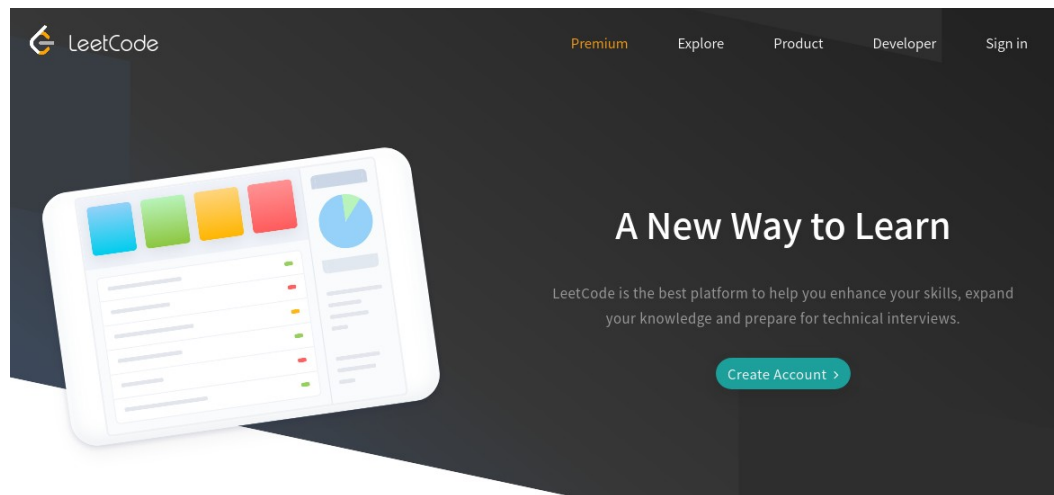 LeetCode
Premium Explore Product Developer Sign in
A New Way to Learn
LeetCode is the best platform to help you enhance your skills, expand
your knowledge and prepare for technical interviews.
Create Account ›